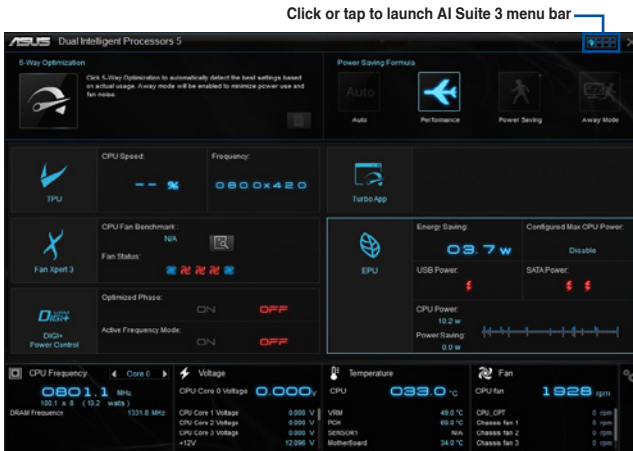 Click or tap to launch AI Suite 3 menu bar
ASUS Dual Intelligent Processors 5
5-Way Optimization
Click 5-Way Optimization to automatically detect the best settings based
on actual usage. Away mode will be enabled to minimize power use and
fan noise.
Power Saving Formula
Auto
Auto
Performance
Power Saving
Away Mode
TPU
CPU Speed:
-- %
Frequency:
0800x420
Turbo App
Fan Xpert 3
CPU Fan Benchmark:
N/A
Fan Status:
EPU
Energy Saving:
03.7 w
Configured Max CPU Power:
Disable
USB Power:
SATA Power:
CPU Power:
10.2 w
Power Saving:
0.0 w
DIGI+
DIGI+
Power Control
Optimized Phase:
ON OFF
Active Frequency Mode:
ON OFF
CPU Frequency
Core 0
0801.1 MHz
100.1 x 8 (10.2 watts)
DRAM Frequency 1331.8 MHz
Voltage
CPU Core 0 Voltage 0.000 V
CPU Core 1 Voltage 0.000 V
CPU Core 2 Voltage 0.000 V
CPU Core 3 Voltage 0.000 V
+12V 12.096 V
Temperature
CPU 033.0 °C
VRM 49.0 °C
PCH 69.0 °C
SENSOR1 N/A
MotherBoard 34.0 °C
Fan
CPU fan 1928 rpm
CPU_OPT 0 rpm
Chassis fan 1 0 rpm
Chassis fan 2 0 rpm
Chassis fan 3 0 rpm